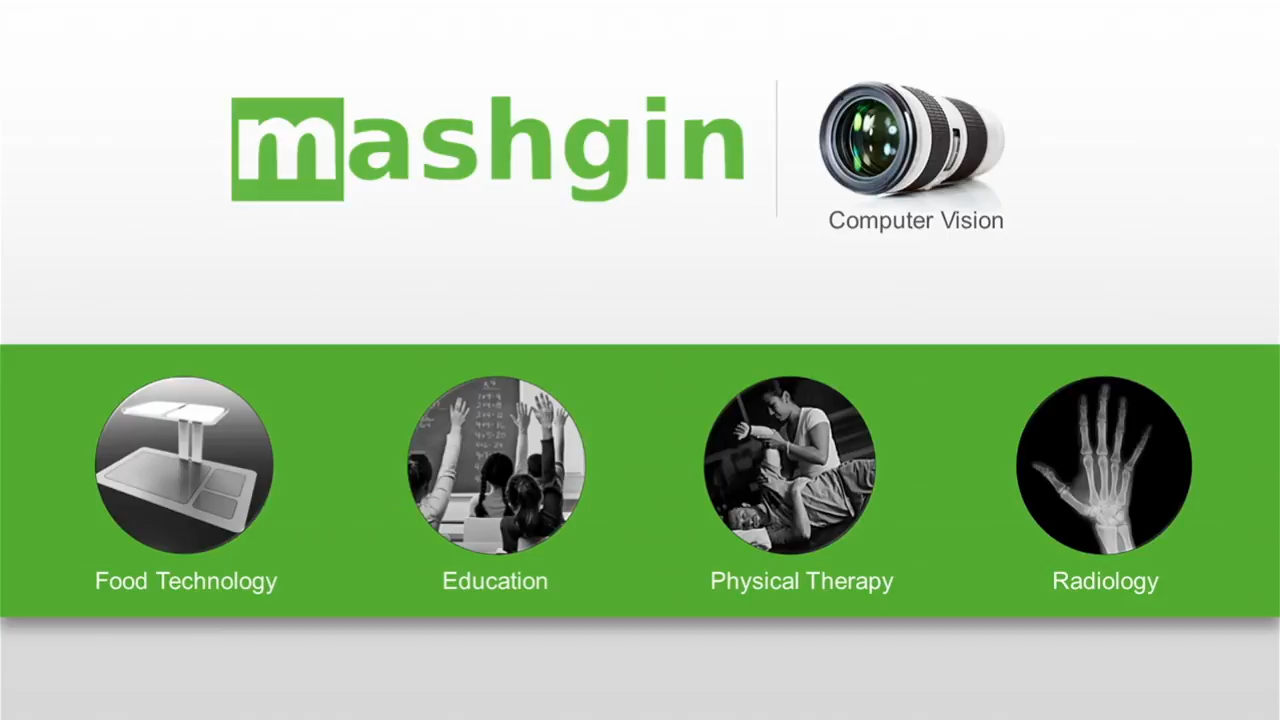 mashgin
Computer Vision
Food Technology
Education
Physical Therapy
Radiology